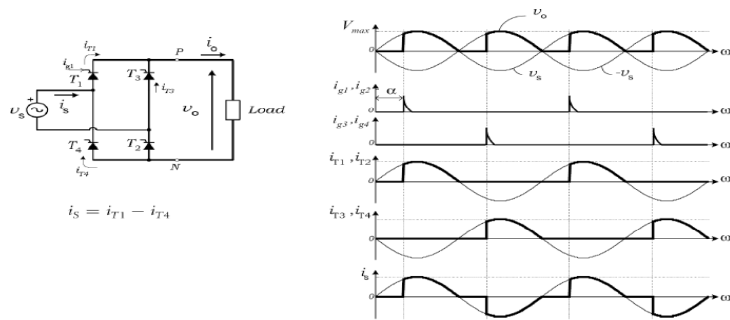 i_T1
i_g1
T_1
T_3
P
i_o
i_s
i_T3
υ_s
υ_o
Load
T_4
T_2
i_T4
N
i_S = i_T1 − i_T4
V_max
υ_o
0
ω
υ_s
-υ_s
i_g1 ,i_g2
α
0
ω
i_g3 ,i_g4
0
ω
i_T1 ,i_T2
0
ω
i_T3 ,i_T4
0
ω
i_s
0
ω